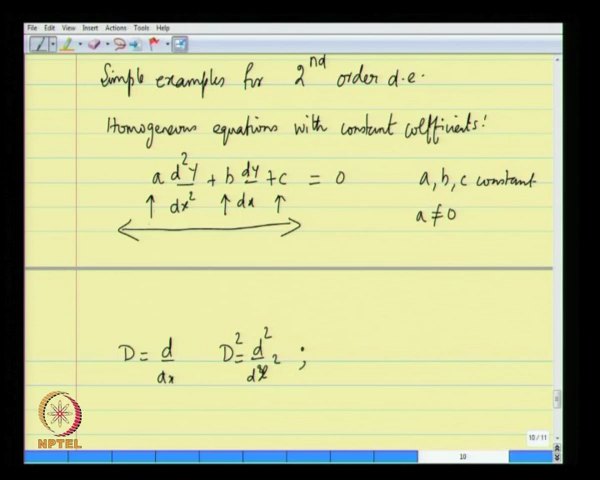 File Edit View Insert Actions Tools Help
Simple examples for 2nd order d.e.
Homogeneous equations with constant coefficients:
a d²y/dx² + b dy/dx + c = 0    a, b, c constant
a ≠ 0
D = d/dx    D² = d²/dx² ;
NPTEL
10 / 11
10